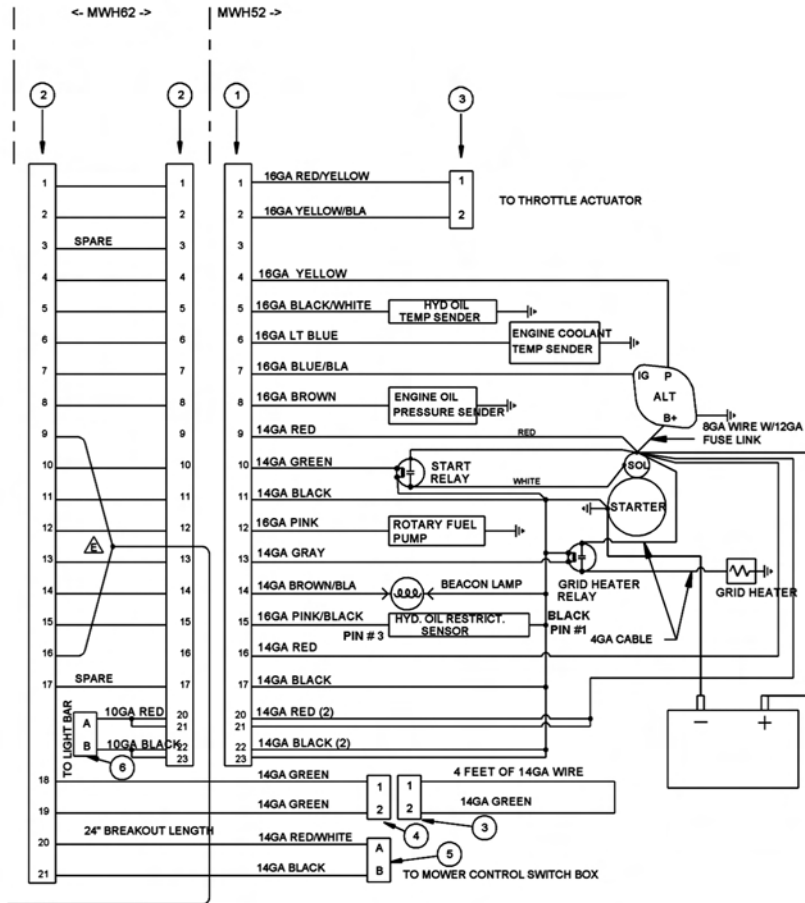 <- MWH62 -> MWH52 ->
2 2 1 3
1 1 1 16GA RED/YELLOW 1
TO THROTTLE ACTUATOR
2 2 2 16GA YELLOW/BLA 2
3 SPARE 3 3
4 4 4 16GA YELLOW
5 5 5 16GA BLACK/WHITE HYD OIL
TEMP SENDER
6 6 6 16GA LT BLUE ENGINE COOLANT
TEMP SENDER
7 7 7 16GA BLUE/BLA IG P
ALT
B+
8 8 8 16GA BROWN ENGINE OIL
PRESSURE SENDER
8GA WIRE W/12GA
FUSE LINK
9 9 9 14GA RED RED
10 10 10 14GA GREEN START
RELAY
SOL
WHITE
11 11 11 14GA BLACK STARTER
12 12 12 16GA PINK ROTARY FUEL
PUMP
E
13 13 13 14GA GRAY
GRID HEATER
RELAY
GRID HEATER
14 14 14 14GA BROWN/BLA BEACON LAMP
15 15 15 16GA PINK/BLACK HYD. OIL RESTRICT.
SENSOR
PIN # 3
BLACK
PIN #1
4GA CABLE
16 16 16 14GA RED
17 SPARE 17 17 14GA BLACK
TO LIGHT BAR
A 10GA RED 20 20 14GA RED (2)
21 21
B 10GA BLACK 22 22 14GA BLACK (2)
23 23
6
- +
18 14GA GREEN 1 1 4 FEET OF 14GA WIRE
19 14GA GREEN 2 2 14GA GREEN
4 3
24" BREAKOUT LENGTH
20 14GA RED/WHITE A
5
21 14GA BLACK B TO MOWER CONTROL SWITCH BOX